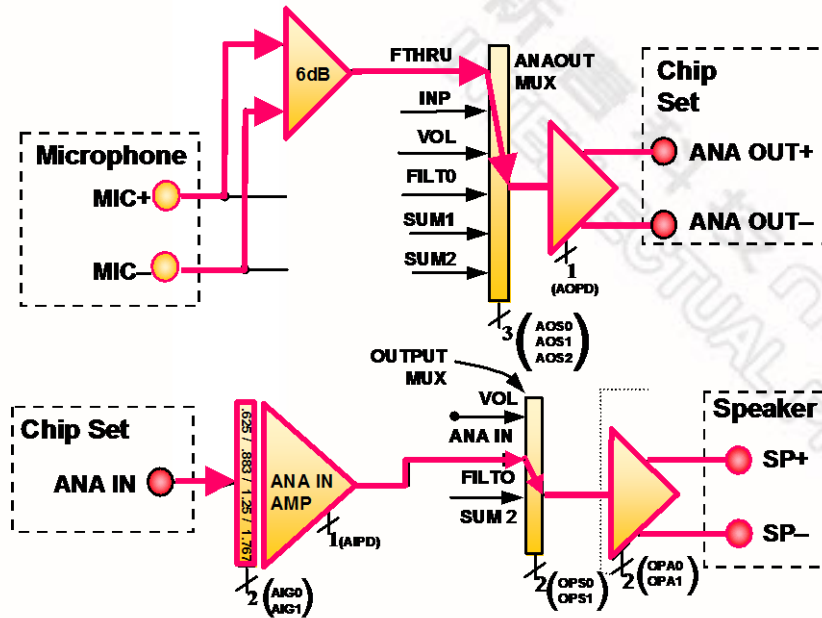 6dB
FTHRU
ANAOUT
MUX
INP
VOL
FILT0
SUM1
SUM2
Microphone
MIC+
MIC–
Chip
Set
ANA OUT+
ANA OUT–
1
(AOPD)
3
AOS0
AOS1
AOS2
OUTPUT
MUX
VOL
ANA IN
FILTO
SUM 2
Chip Set
ANA IN
.625 / .883 / 1.25 / 1.767
ANA IN
AMP
1(AIPD)
2
(AIG0
AIG1)
2
(OPS0
OPS1)
2
(OPA0
OPA1)
Speaker
SP+
SP–